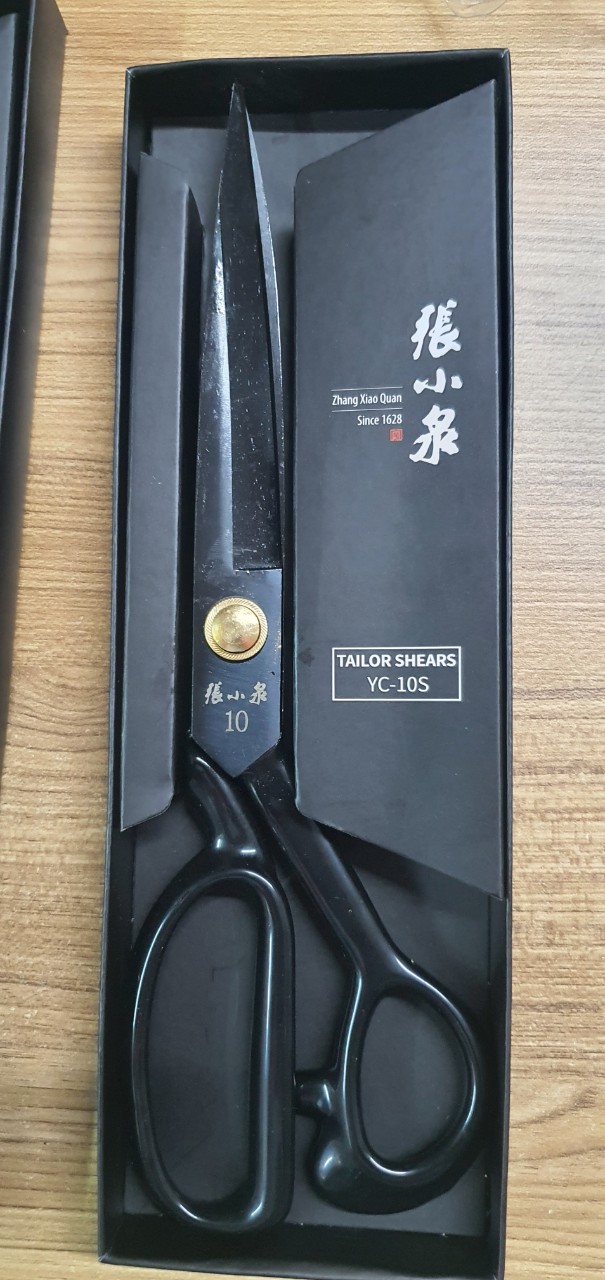 張小泉
Zhang Xiao Quan
Since 1628
TAILOR SHEARS
YC-10S
張小泉
10